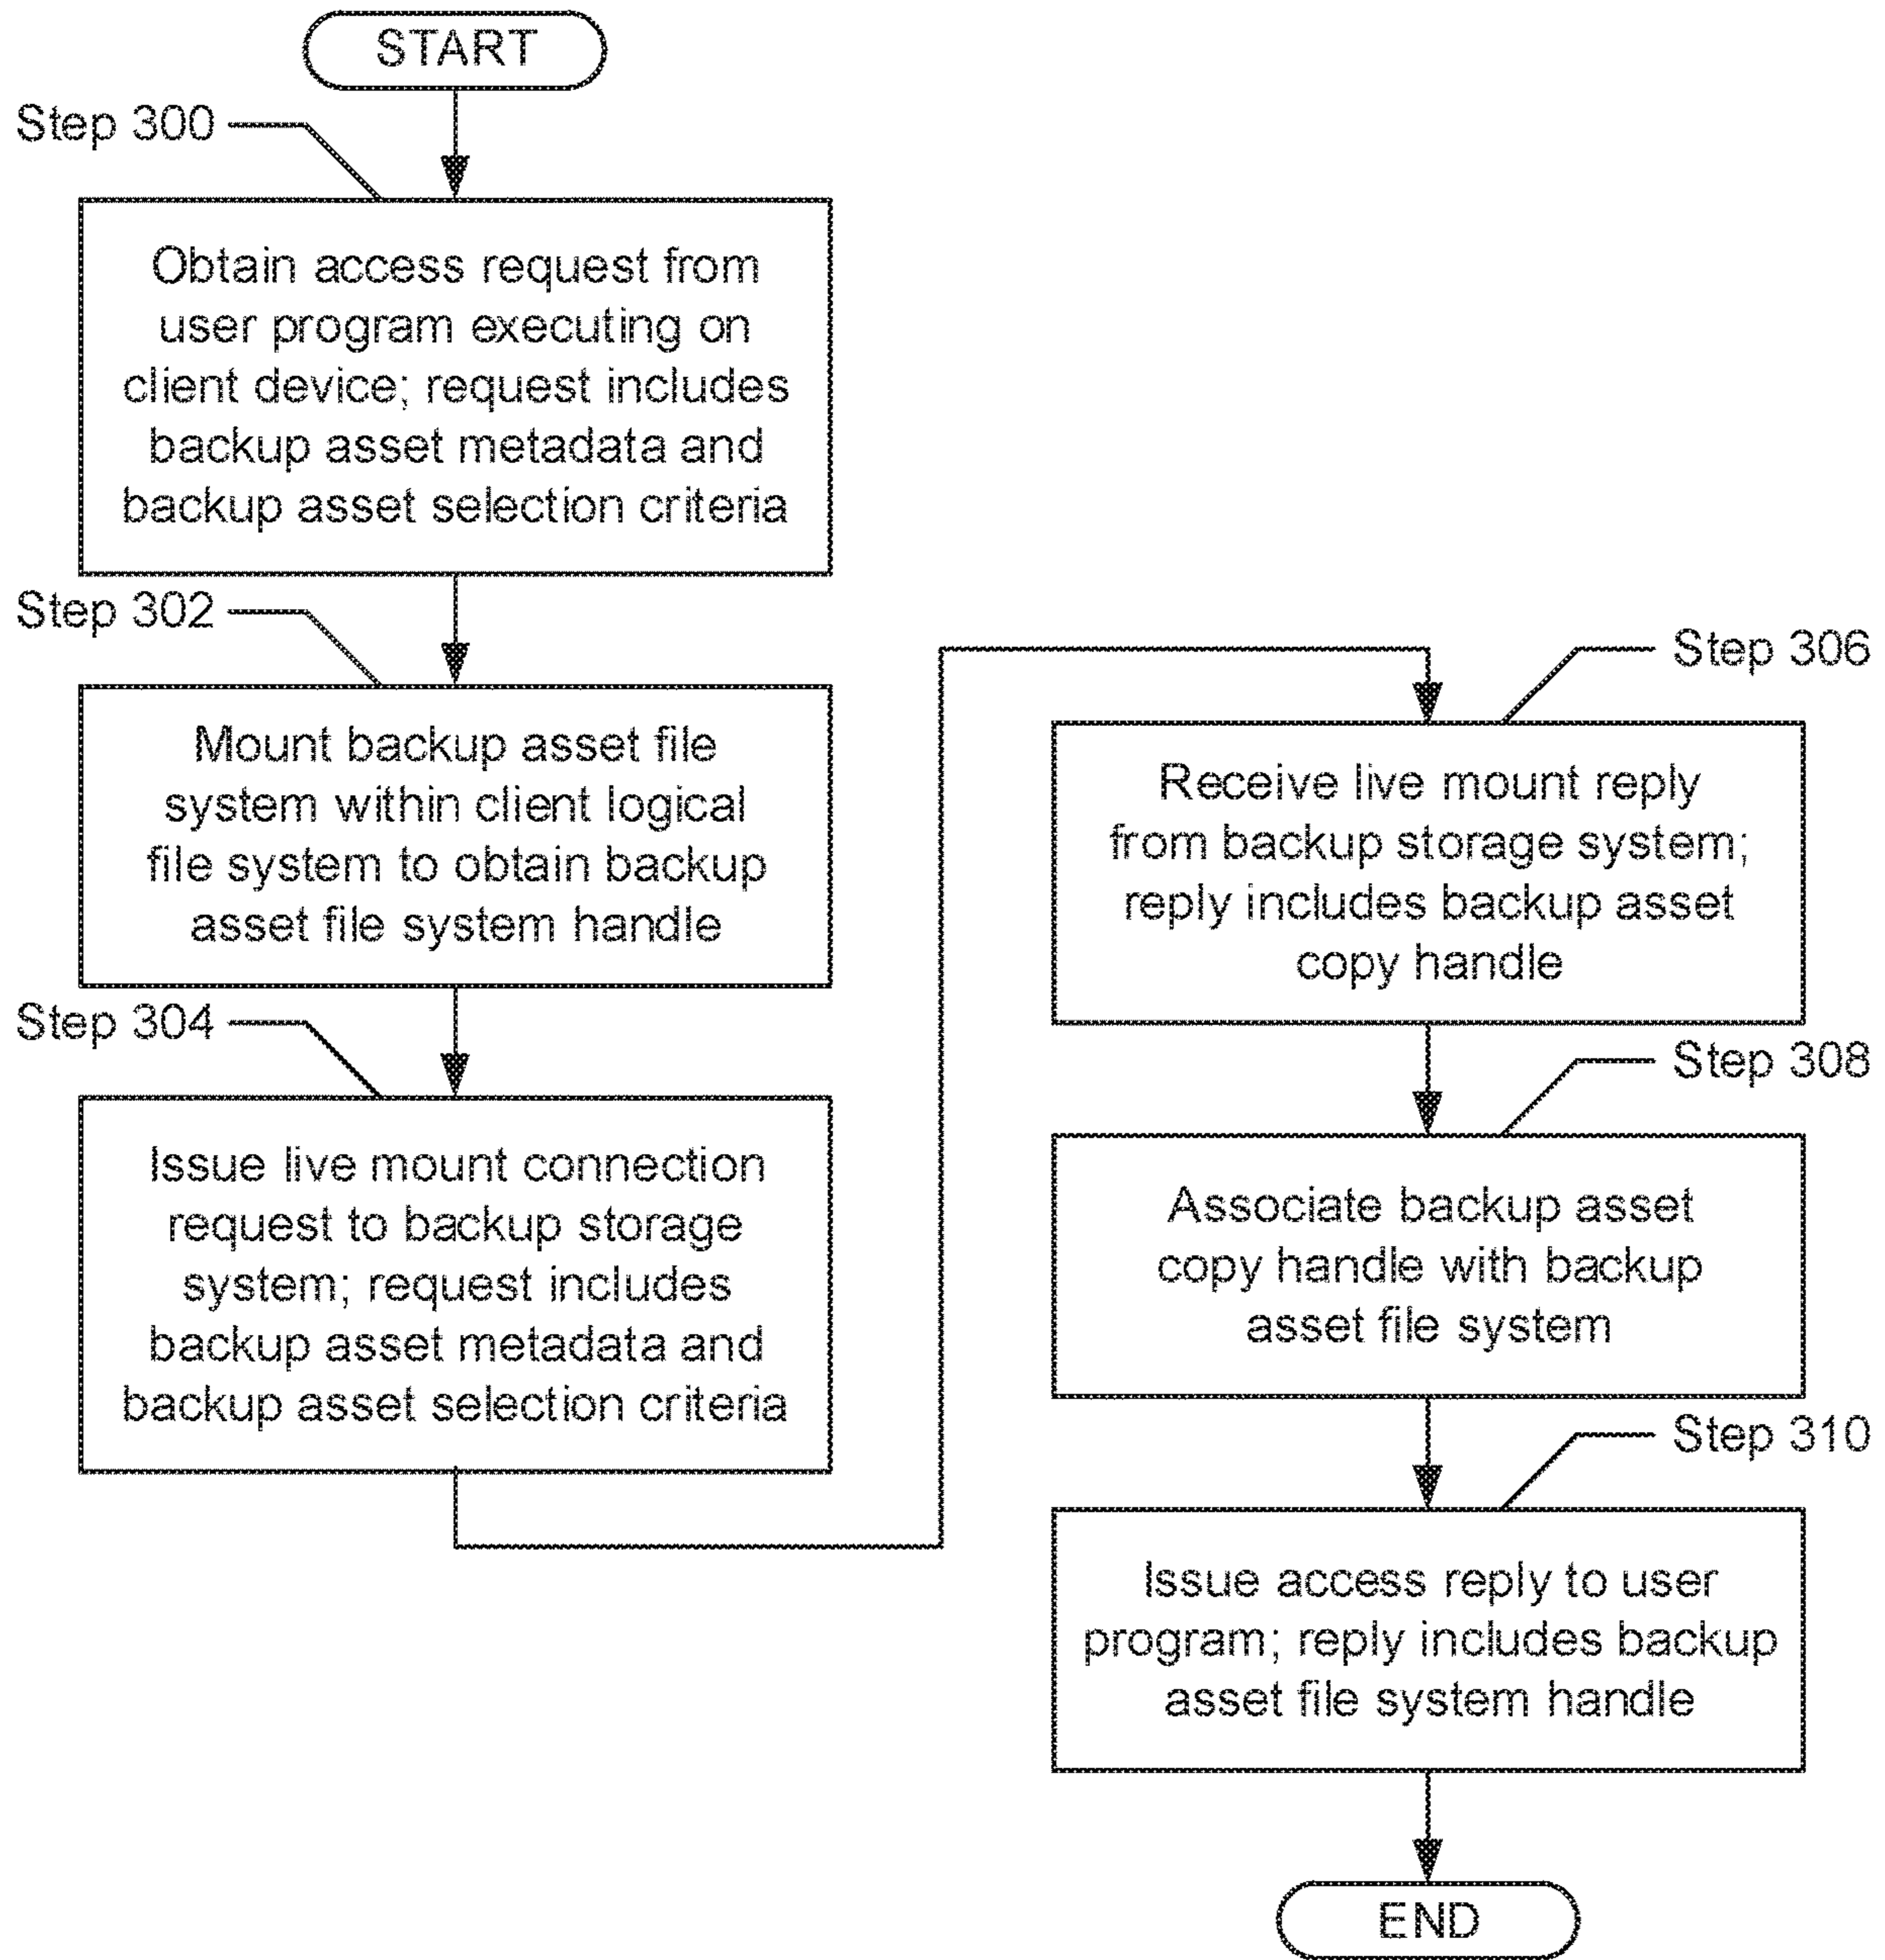 START
Step 300
Obtain access request from
user program executing on
client device; request includes
backup asset metadata and
backup asset selection criteria
Step 302
Mount backup asset file
system within client logical
file system to obtain backup
asset file system handle
Step 304
Issue live mount connection
request to backup storage
system; request includes
backup asset metadata and
backup asset selection criteria
Step 306
Receive live mount reply
from backup storage system;
reply includes backup asset
copy handle
Step 308
Associate backup asset
copy handle with backup
asset file system
Step 310
Issue access reply to user
program; reply includes backup
asset file system handle
END